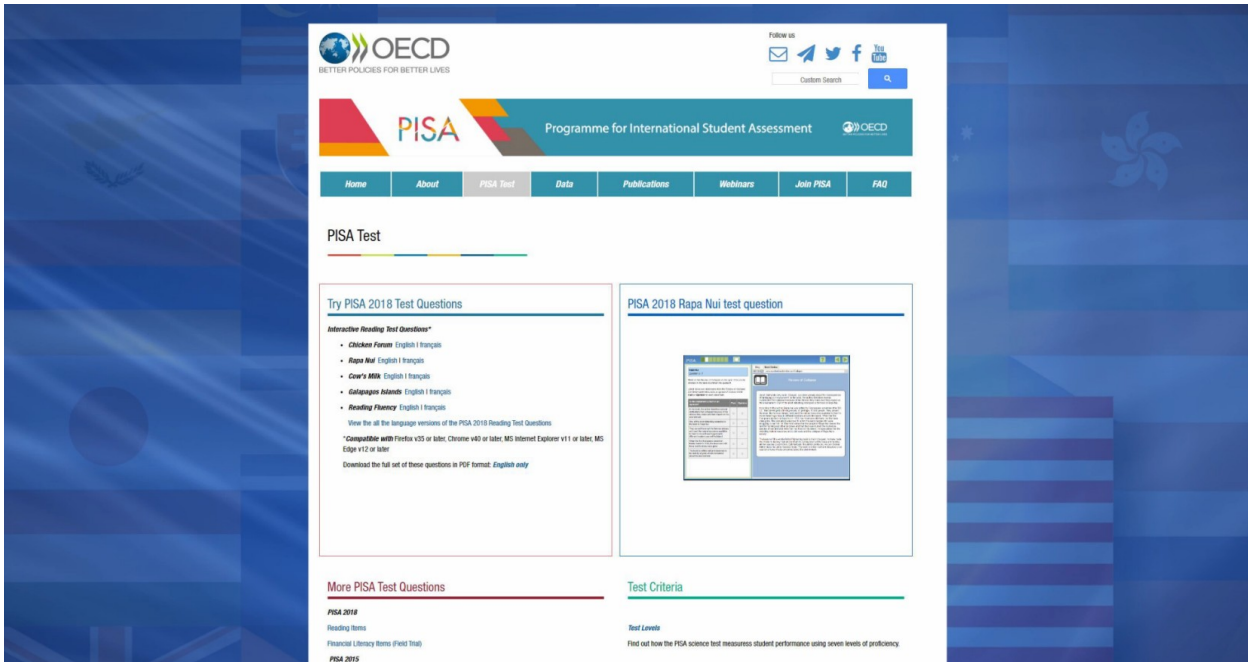 OECD
BETTER POLICIES FOR BETTER LIVES
Follow us
You
Tube
Custom Search
PISA
Programme for International Student Assessment
OECD
Home
About
PISA Test
Data
Publications
Webinars
Join PISA
FAQ
PISA Test
Try PISA 2018 Test Questions
Interactive Reading Test Questions*
• Chicken Forum English I français
• Rapa Nui English I français
• Cow's Milk English I français
• Galapagos Islands English I français
• Reading Fluency English I français
View the all the language versions of the PISA 2018 Reading Test Questions
*Compatible with Firefox v35 or later, Chrome v40 or later, MS Internet Explorer v11 or later, MS
Edge v12 or later
Download the full set of these questions in PDF format: English only
PISA 2018 Rapa Nui test question
More PISA Test Questions
PISA 2018
Reading Items
Financial Literacy Items (Field Trial)
PISA 2015
Test Criteria
Test Levels
Find out how the PISA science test measuress student performance using seven levels of proficiency.